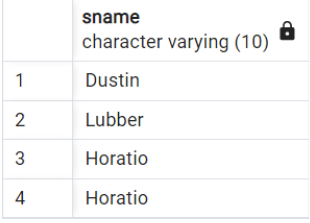 sname
character varying (10)
1 Dustin
2 Lubber
3 Horatio
4 Horatio